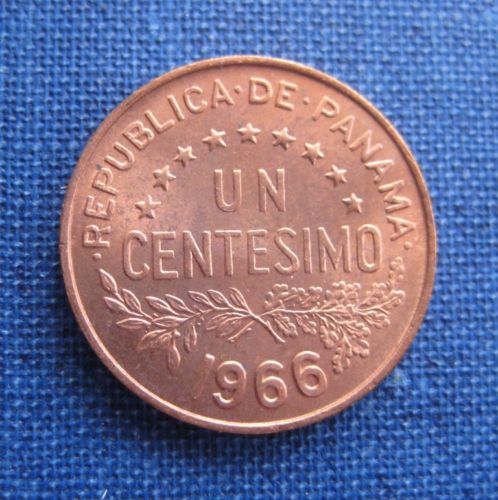 ·REPUBLICA·DE·PANAMA·
UN
CENTESIMO
1966